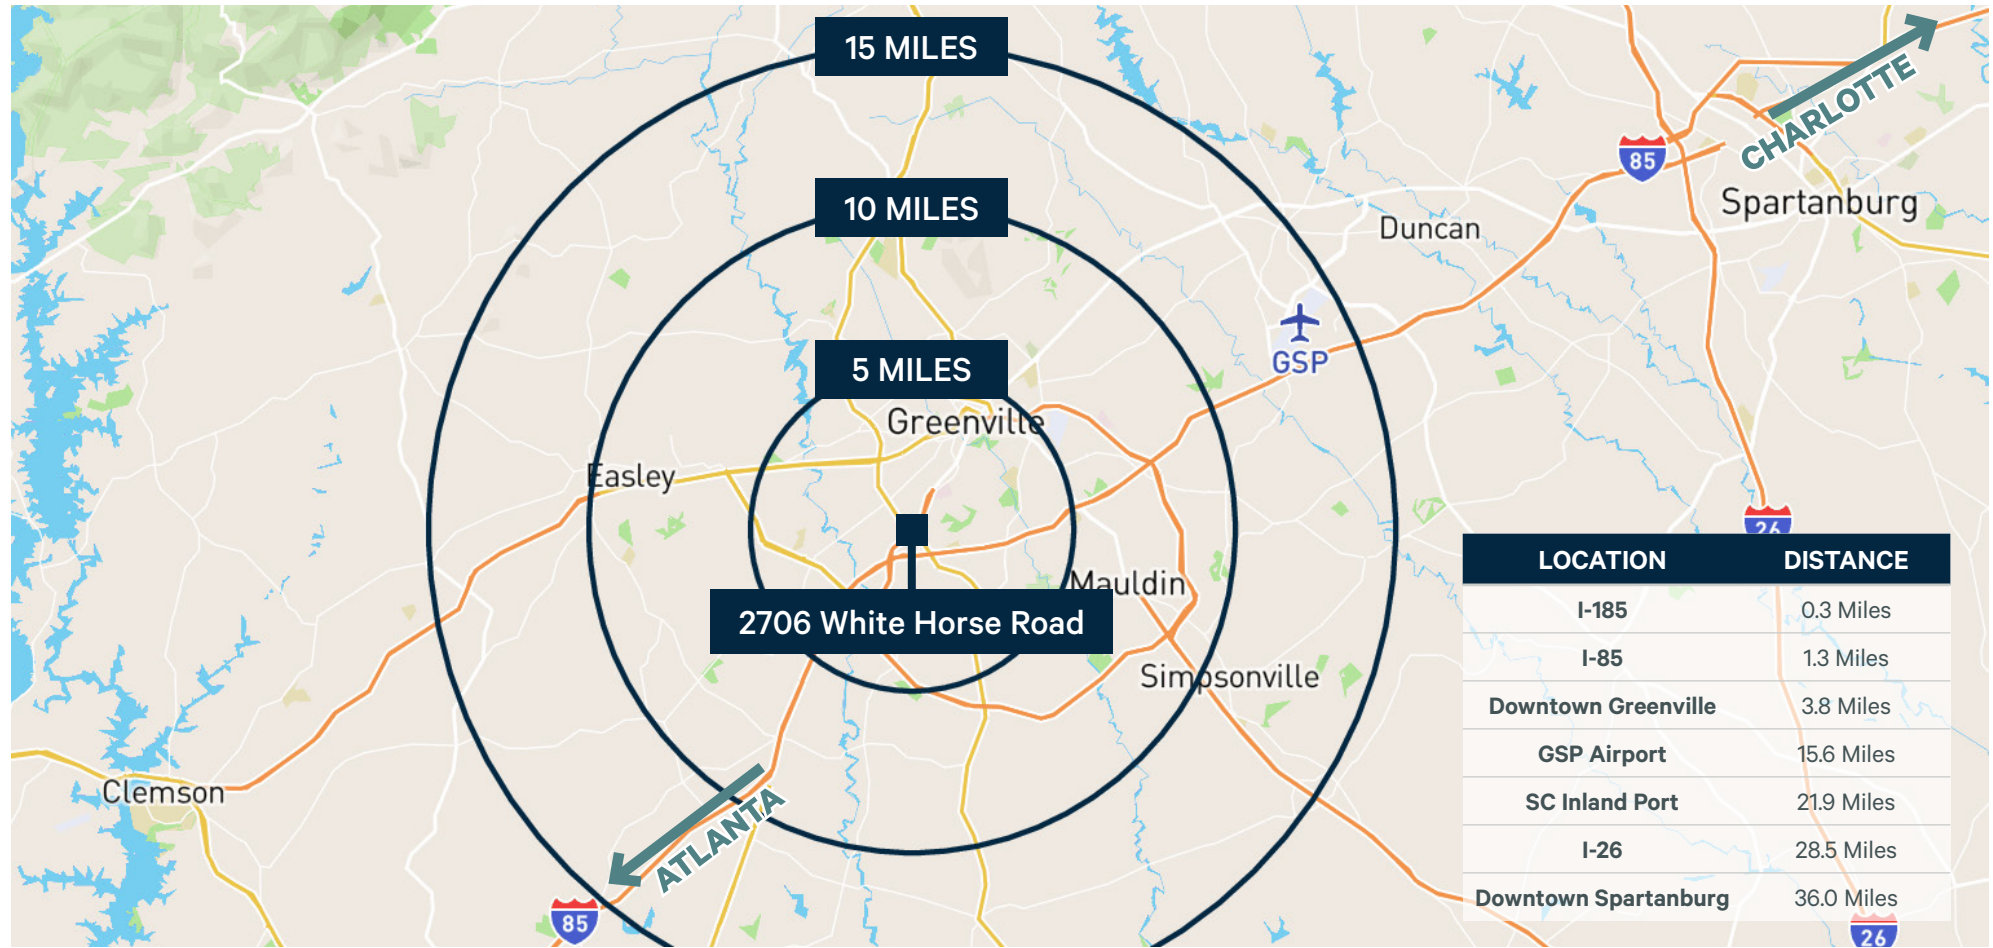 15 MILES
10 MILES
5 MILES
CHARLOTTE
85
Spartanburg
Duncan
GSP
Greenville
Easley
26
Mauldin
2706 White Horse Road
Simpsonville
Clemson
ATLANTA
85
LOCATION DISTANCE
I-185 0.3 Miles
I-85 1.3 Miles
Downtown Greenville 3.8 Miles
GSP Airport 15.6 Miles
SC Inland Port 21.9 Miles
I-26 28.5 Miles
Downtown Spartanburg 36.0 Miles
26